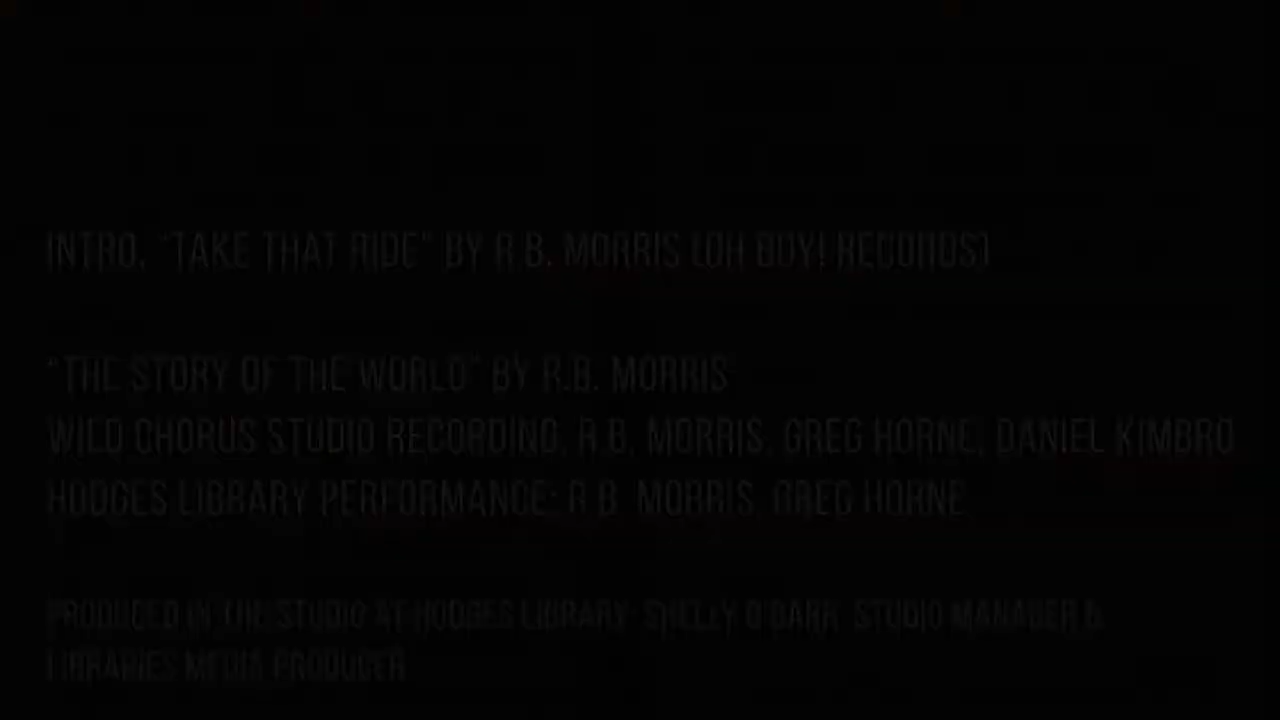 INTRO, "TAKE THAT RIDE" BY R.B. MORRIS (OH BOY! RECORDS)
"THE STORY OF THE WORLD" BY R.B. MORRIS
WILD CHORUS STUDIO RECORDING, R.B. MORRIS, GREG HORNE, DANIEL KIMBRO
HODGES LIBRARY PERFORMANCE: R.B. MORRIS, GREG HORNE
PRODUCED IN THE STUDIO AT HODGES LIBRARY STUDIO MANAGER &
LIBRARIES MEDIA PRODUCER